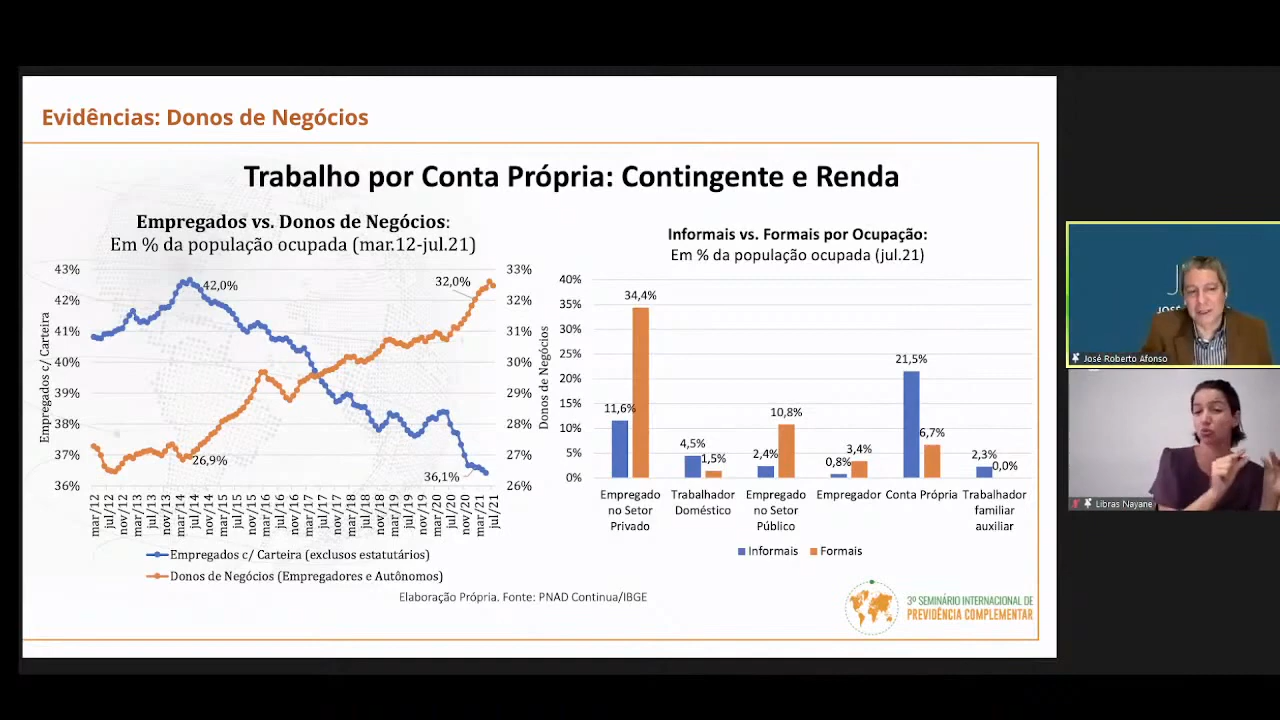 Evidências: Donos de Negócios
Trabalho por Conta Própria: Contingente e Renda
Empregados vs. Donos de Negócios:
Em % da população ocupada (mar.12-jul.21)
43%
42%
41%
40%
39%
38%
37%
36%
Empregados c/ Carteira
33%
32%
31%
30%
29%
28%
27%
26%
Donos de Negócios
42,0%
32,0%
26,9%
36,1%
mar/12
jul/12
nov/12
mar/13
jul/13
nov/13
mar/14
jul/14
nov/14
mar/15
jul/15
nov/15
mar/16
jul/16
nov/16
mar/17
jul/17
nov/17
mar/18
jul/18
nov/18
mar/19
jul/19
nov/19
mar/20
jul/20
nov/20
mar/21
jul/21
Empregados c/ Carteira (exclusos estatutários)
Donos de Negócios (Empregadores e Autônomos)
Informais vs. Formais por Ocupação:
Em % da população ocupada (jul.21)
40%
35%
30%
25%
20%
15%
10%
5%
0%
11,6%
34,4%
4,5%
1,5%
2,4%
10,8%
0,8%
3,4%
21,5%
6,7%
2,3%
0,0%
Empregado
no Setor
Privado
Trabalhador
Doméstico
Empregado
no Setor
Público
Empregador
Conta Própria
Trabalhador
familiar
auxiliar
Informais
Formais
Elaboração Própria. Fonte: PNAD Continua/IBGE
3º SEMINÁRIO INTERNACIONAL DE
PREVIDÊNCIA COMPLEMENTAR
José Roberto Afonso
Libras Nayane